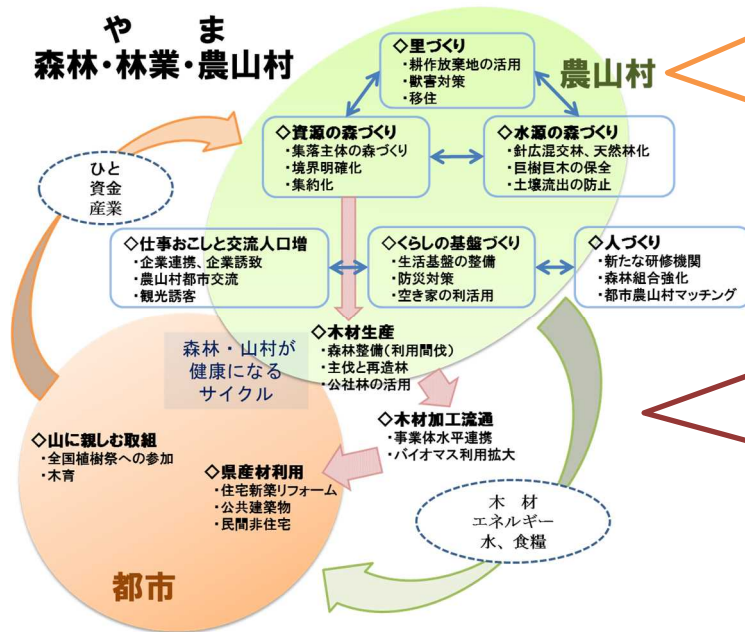 や　ま
森林・林業・農山村
農山村
◇里づくり
・耕作放棄地の活用
・獣害対策
・移住
◇資源の森づくり
・集落主体の森づくり
・境界明確化
・集約化
◇水源の森づくり
・針広混交林、天然林化
・巨樹巨木の保全
・土壌流出の防止
ひと
資金
産業
◇仕事おこしと交流人口増
・企業連携、企業誘致
・農山村都市交流
・観光誘客
◇くらしの基盤づくり
・生活基盤の整備
・防災対策
・空き家の利活用
◇人づくり
・新たな研修機関
・森林組合強化
・都市農山村マッチング
◇木材生産
・森林整備（利用間伐）
・主伐と再造林
・公社林の活用
森林・山村が
健康になる
サイクル
◇木材加工流通
・事業体水平連携
・バイオマス利用拡大
◇山に親しむ取組
・全国植樹祭への参加
・木育
◇県産材利用
・住宅新築リフォーム
・公共建築物
・民間非住宅
木　材
エネルギー
水、食糧
都市